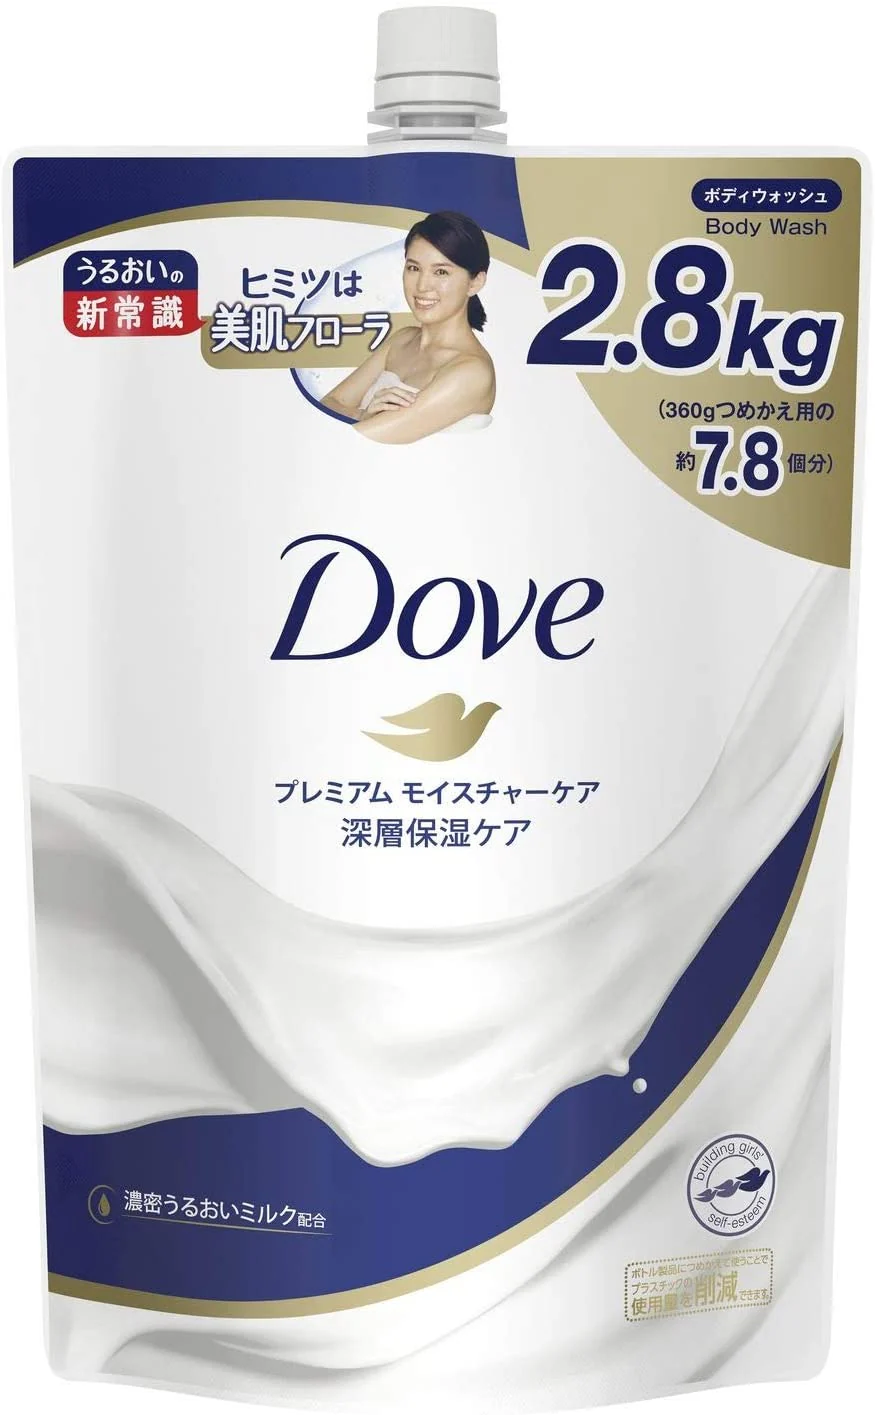 ボディウォッシュ
Body Wash
2.8kg
(360gつめかえ用の
約7.8個分)
うるおいの
新常識
ヒミツは
美肌フローラ
Dove
プレミアム モイスチャーケア
深層保湿ケア
濃密うるおいミルク配合
building girls'
self-esteem
ボトル製品につめかえて使うことで
プラスチックの
使用量を削減できます。